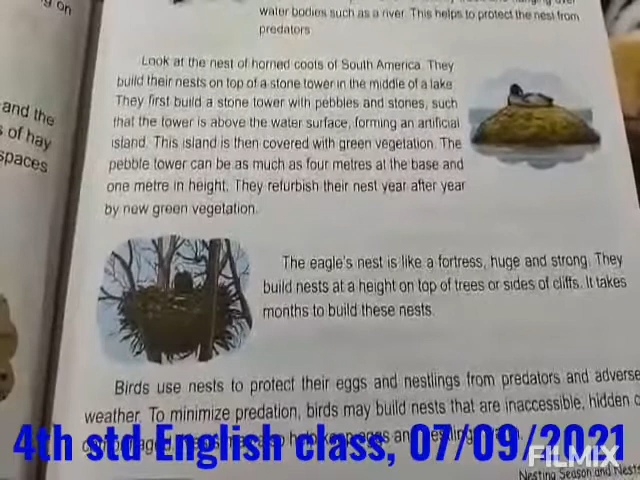 g on
and the
s of hay
spaces
water bodies such as a river. This helps to protect the nest from
predators
Look at the nest of horned coots of South America. They
build their nests on top of a stone tower in the middle of a lake.
They first build a stone tower with pebbles and stones, such
that the tower is above the water surface, forming an artificial
island. This island is then covered with green vegetation. The
pebble tower can be as much as four metres at the base and
one metre in height. They refurbish their nest year after year
by new green vegetation.
The eagle's nest is like a fortress, huge and strong. They
build nests at a height on top of trees or sides of cliffs. It takes
months to build these nests.
Birds use nests to protect their eggs and nestlings from predators and adverse
weather. To minimize predation, birds may build nests that are inaccessible, hidden
4th std English class, 07/09/2021
FILMIX
Nesting Season and Nests